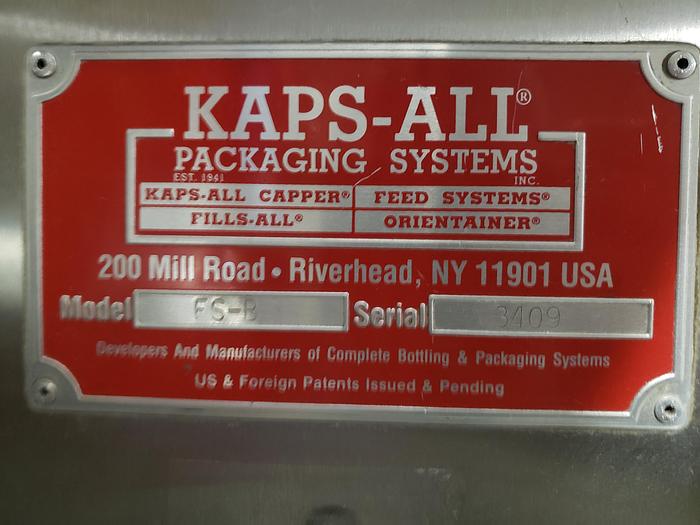 KAPS-ALL®
PACKAGING SYSTEMS
EST. 1941 INC.
KAPS-ALL CAPPER® FEED SYSTEMS®
FILLS-ALL® ORIENTAINER®
200 Mill Road • Riverhead, NY 11901 USA
Model FS-B Serial 3409
Developers And Manufacturers of Complete Bottling & Packaging Systems
US & Foreign Patents Issued & Pending